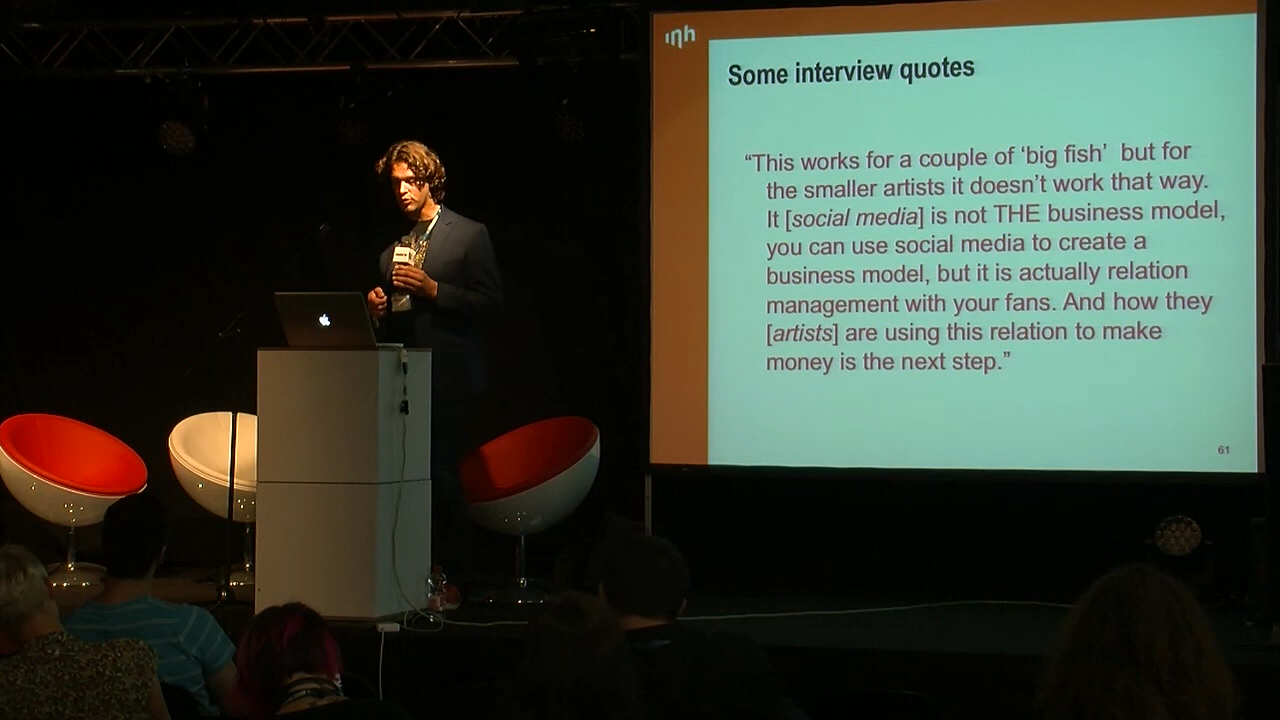 Some interview quotes
“This works for a couple of ‘big fish’ but for
the smaller artists it doesn’t work that way.
It [social media] is not THE business model,
you can use social media to create a
business model, but it is actually relation
management with your fans. And how they
[artists] are using this relation to make
money is the next step.”
61